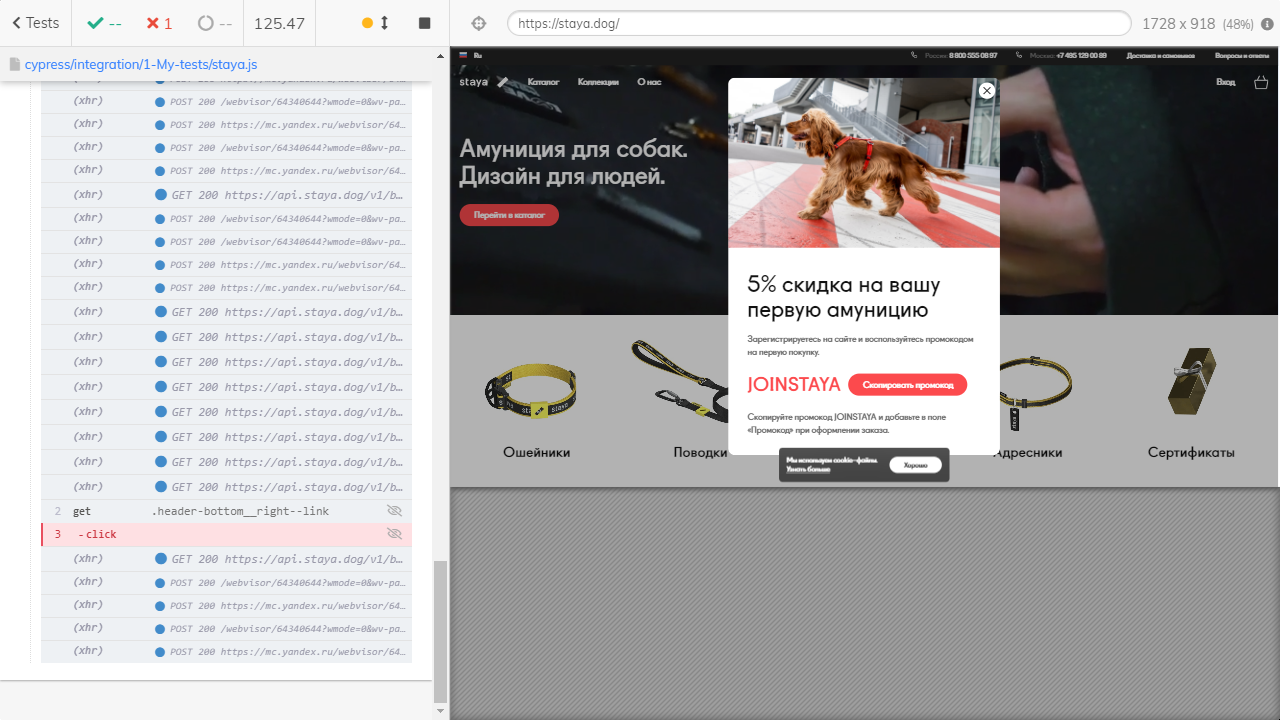 Tests
--
1
--
125.47
https://staya.dog/
1728 x 918 (48%)
cypress/integration/1-My-tests/staya.js
(xhr) POST 200 /webvisor/64340644?wmode=0&wv-pa…
(xhr) POST 200 https://mc.yandex.ru/webvisor/64…
(xhr) POST 200 /webvisor/64340644?wmode=0&wv-pa…
(xhr) POST 200 https://mc.yandex.ru/webvisor/64…
(xhr) GET 200 https://api.staya.dog/v1/b…
(xhr) POST 200 /webvisor/64340644?wmode=0&wv-pa…
(xhr) POST 200 /webvisor/64340644?wmode=0&wv-pa…
(xhr) POST 200 https://mc.yandex.ru/webvisor/64…
(xhr) POST 200 https://mc.yandex.ru/webvisor/64…
(xhr) GET 200 https://api.staya.dog/v1/b…
(xhr) GET 200 https://api.staya.dog/v1/b…
(xhr) GET 200 https://api.staya.dog/v1/b…
(xhr) GET 200 https://api.staya.dog/v1/b…
(xhr) GET 200 https://api.staya.dog/v1/b…
(xhr) GET 200 https://api.staya.dog/v1/b…
(xhr) GET 200 https://api.staya.dog/v1/b…
(xhr) GET 200 https://api.staya.dog/v1/b…
2 get .header-bottom__right--link
3 -click
(xhr) GET 200 https://api.staya.dog/v1/b…
(xhr) POST 200 /webvisor/64340644?wmode=0&wv-pa…
(xhr) POST 200 https://mc.yandex.ru/webvisor/64…
(xhr) POST 200 /webvisor/64340644?wmode=0&wv-pa…
(xhr) POST 200 https://mc.yandex.ru/webvisor/64…
Ru
Россия: 8 800 555 08 97
Москва: +7 495 129 00 89
Доставка и самовывоз
Вопросы и ответы
staya
Каталог
Коллекции
О нас
Вход
Амуниция для собак.
Дизайн для людей.
Перейти в каталог
5% скидка на вашу
первую амуницию
Зарегистрируетесь на сайте и воспользуйтесь промокодом
на первую покупку.
JOINSTAYA
Скопировать промокод
Скопируйте промокод JOINSTAYA и добавьте в поле
«Промокод» при оформлении заказа.
staya
Ошейники
Поводки
Адресники
Сертификаты
Мы используем cookie-файлы.
Узнать больше
Хорошо